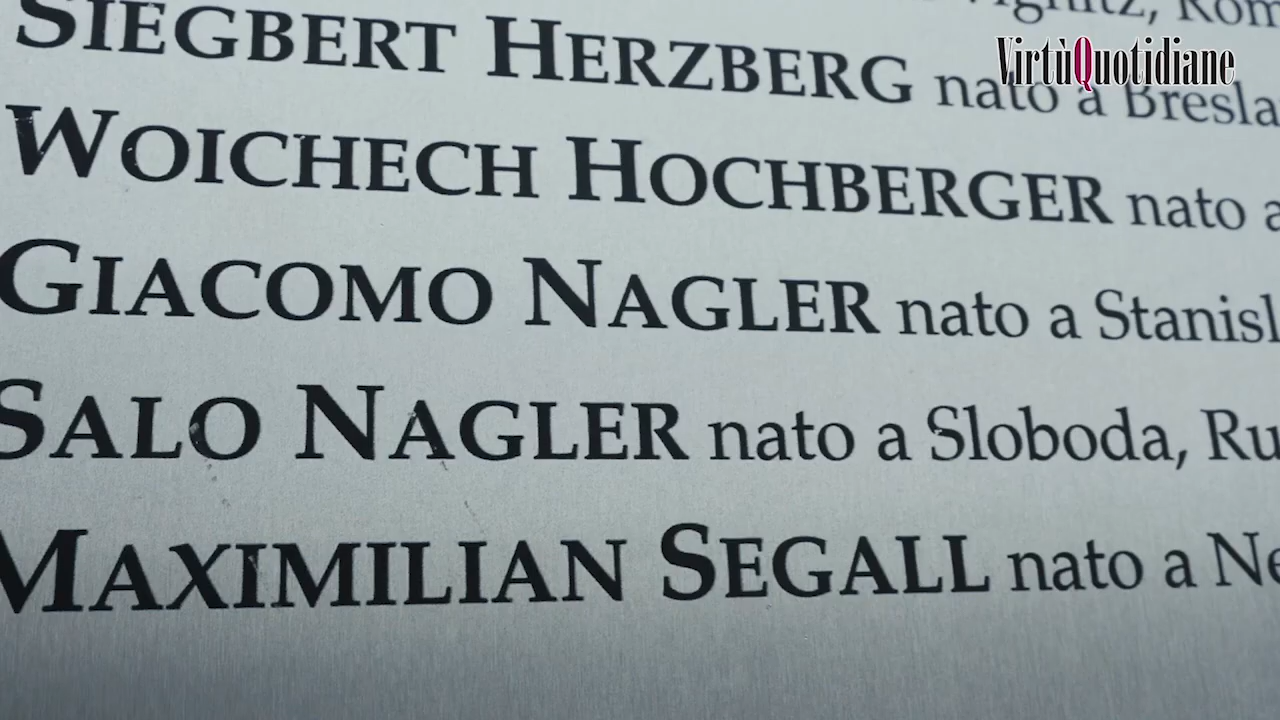 VirtùQuotidiane
SIEGBERT HERZBERG nato a Bresla
WOICHECH HOCHBERGER nato a
GIACOMO NAGLER nato a Stanisl
SALO NAGLER nato a Sloboda, Ru
MAXIMILIAN SEGALL nato a Ne